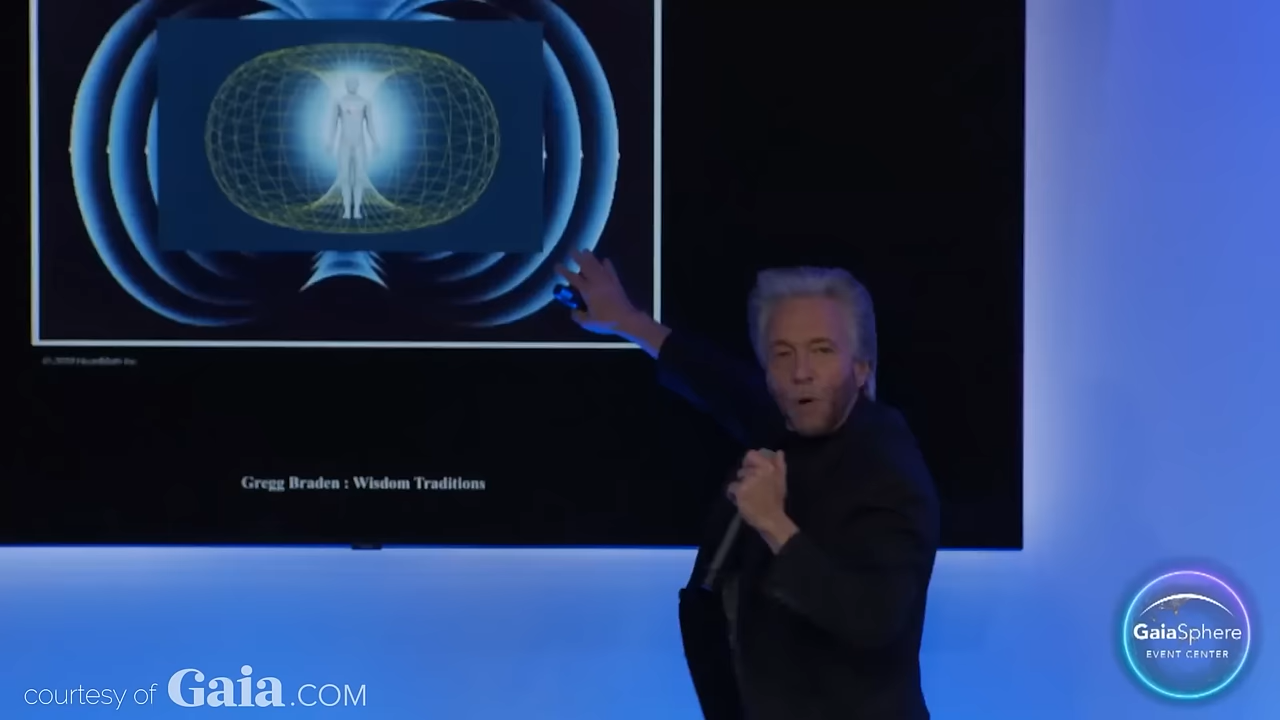 Gregg Braden : Wisdom Traditions
GaiaSphere
EVENT CENTER
courtesy of Gaia.COM